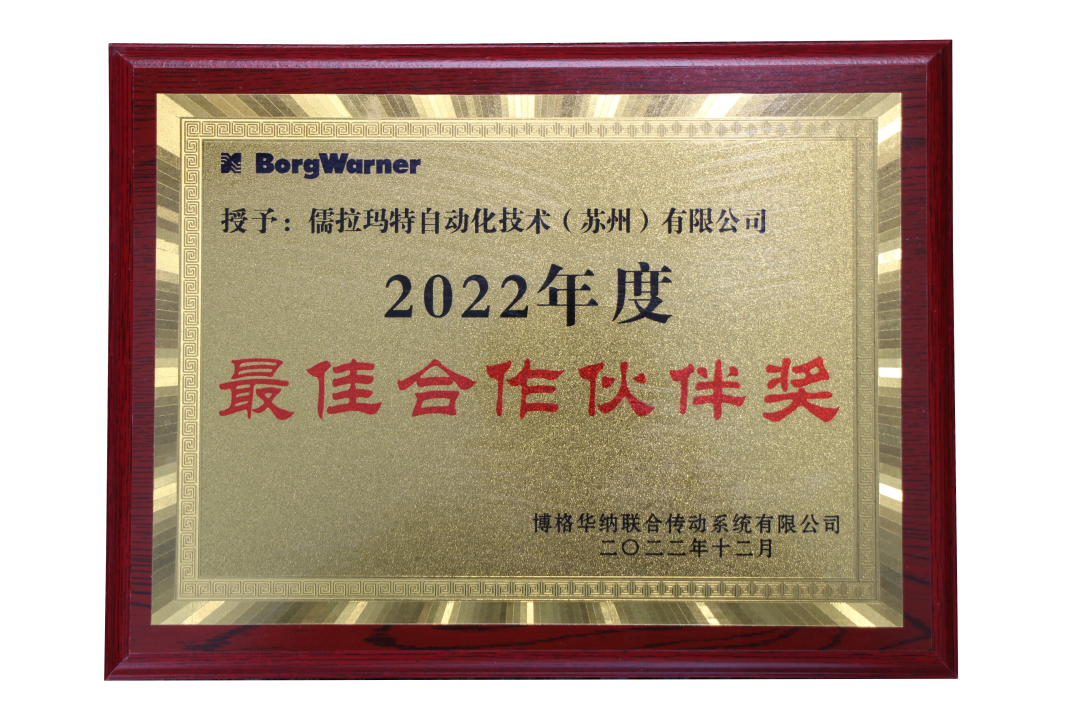 BorgWarner
授予：儒拉玛特自动化技术（苏州）有限公司
2022年度
最佳合作伙伴奖
博格华纳联合传动系统有限公司
二〇二二年十二月